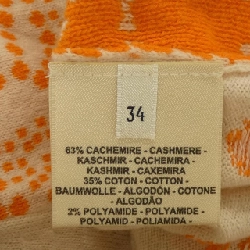 34
63% CACHEMIRE - CASHMERE
KASCHMIR - CACHEMIRA -
KASHMIR - CAXEMIRA
35% COTON - COTTON -
BAUMWOLLE - ALGODÓN - COTONE
- ALGODÃO
2% POLYAMIDE - POLYAMIDE -
POLYAMID - POLIAMIDA -